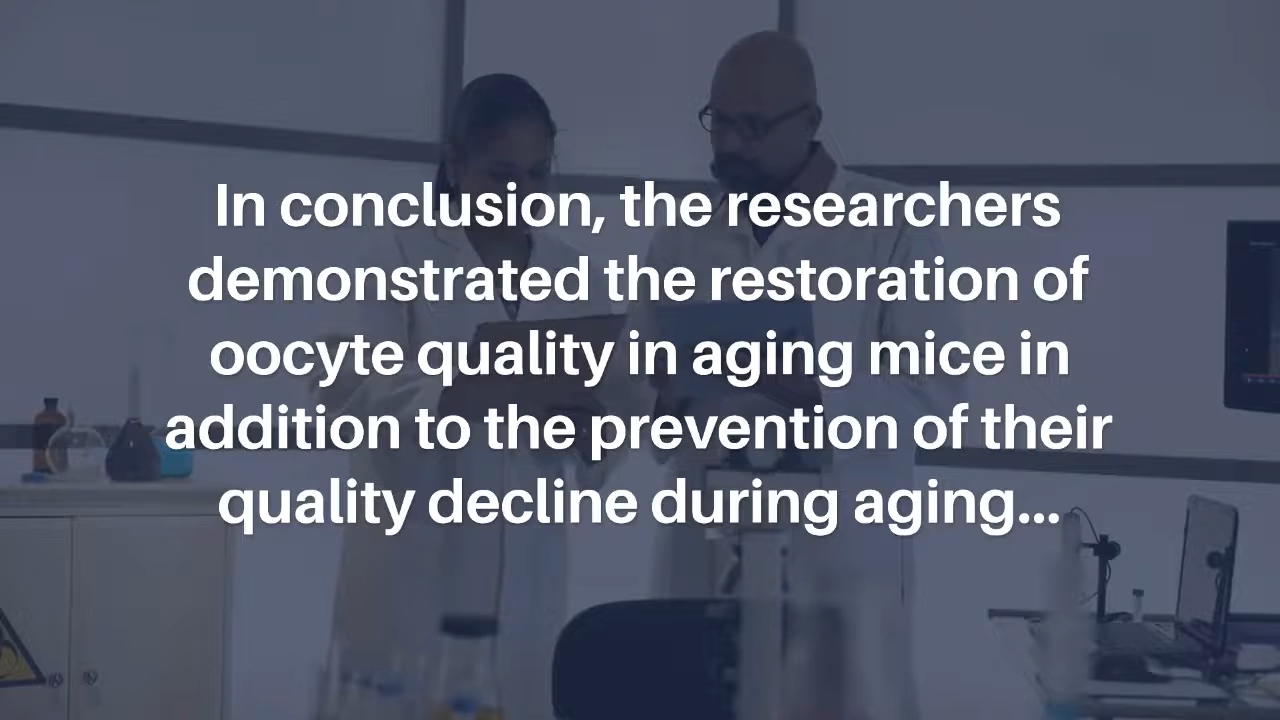 In conclusion, the researchers
demonstrated the restoration of
oocyte quality in aging mice in
addition to the prevention of their
quality decline during aging...